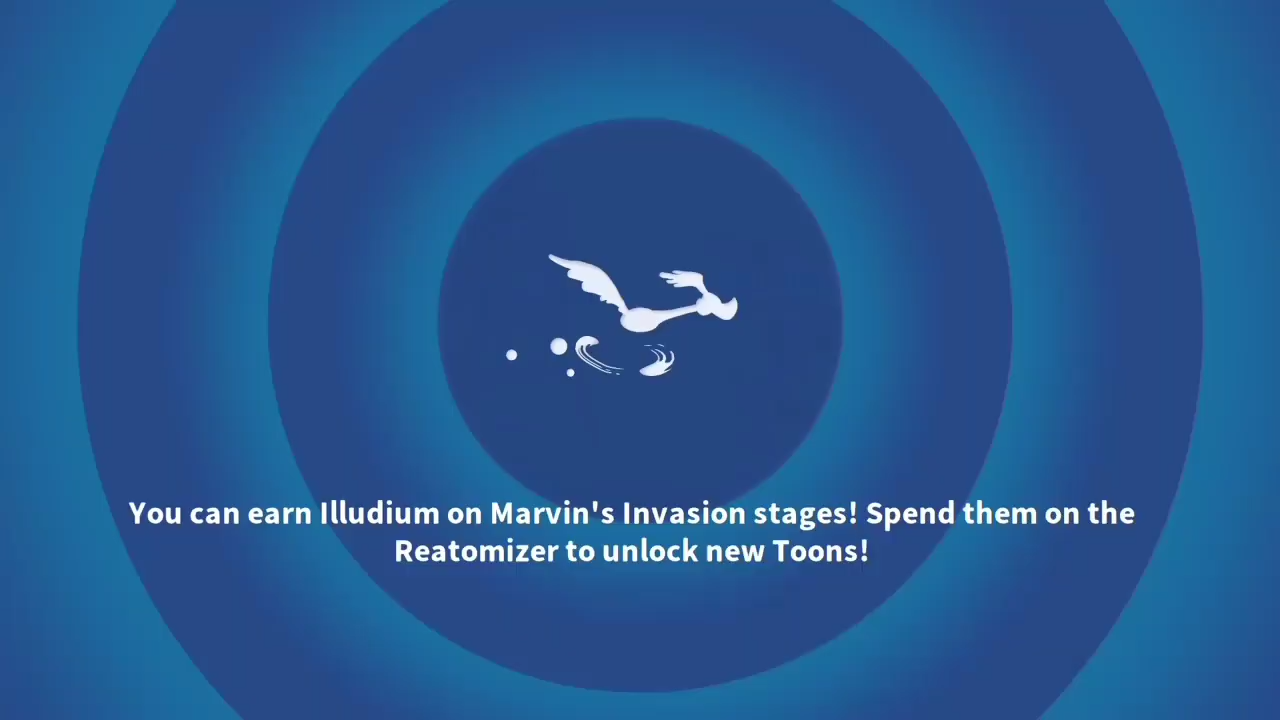 You can earn Illudium on Marvin's Invasion stages! Spend them on the
Reatomizer to unlock new Toons!